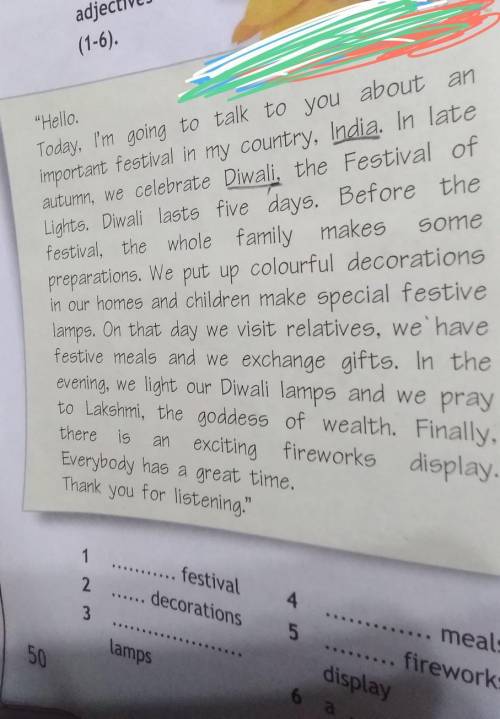 adjectives
(1-6).
"Hello.
Today, I'm going to talk to you about an
important festival in my country, India. In late
autumn, we celebrate Diwali, the Festival of
Lights. Diwali lasts five days. Before the
festival, the whole family makes some
preparations. We put up colourful decorations
in our homes and children make special festive
lamps. On that day we visit relatives, we have
festive meals and we exchange gifts. In the
evening, we light our Diwali lamps and we pray
to Lakshmi, the goddess of wealth. Finally,
there is an exciting fireworks display.
Everybody has a great time.
Thank you for listening."
1 ........... festival
2 ...... decorations
3 ....................
lamps
4 ............. meals
5 ......... fireworks
display
6 a
50